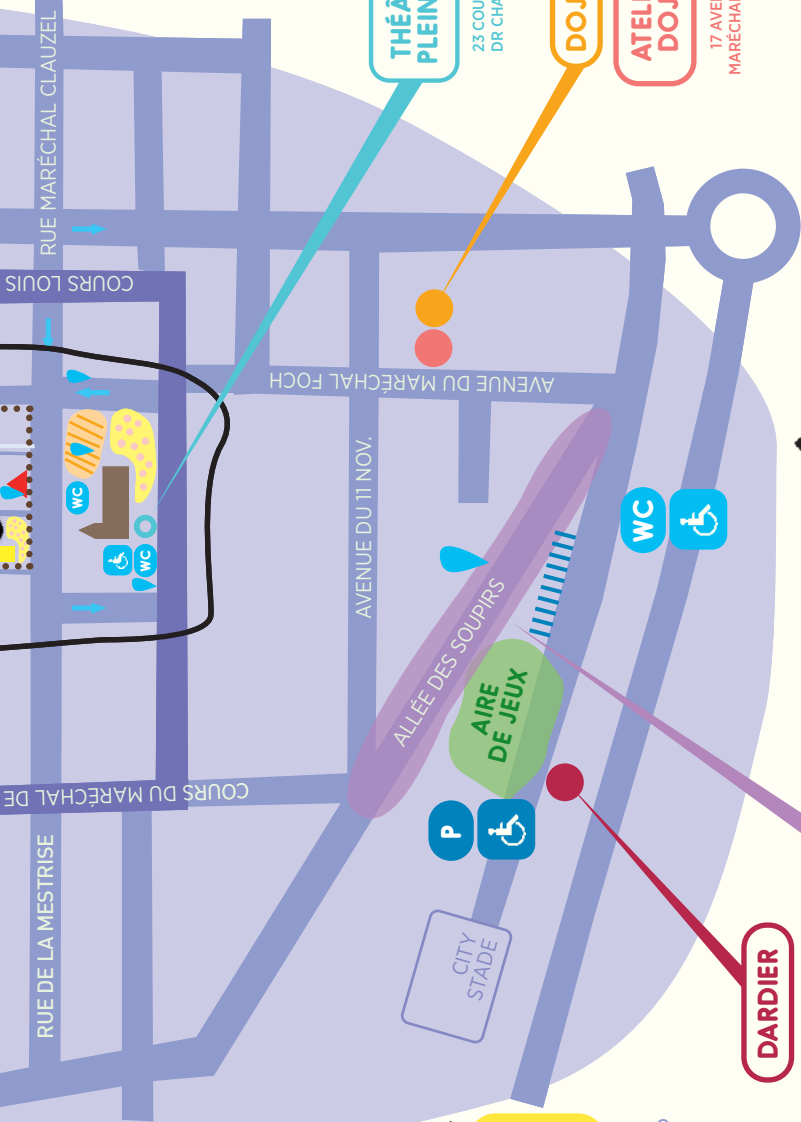 THÉÂ
PLEIN
23 COU
DR CHA
DOJ
ATEL
DOJ
17 AVE
MARÉCHAL
RUE MARÉCHAL CLAUZEL
COURS LOUIS
AVENUE DU MARÉCHAL FOCH
AVENUE DU 11 NOV.
WC
WC
WC
ALLÉE DES SOUPIRS
AIRE
DE JEUX
COURS DU MARÉCHAL DE
P
RUE DE LA MESTRISE
CITY
STADE
DARDIER